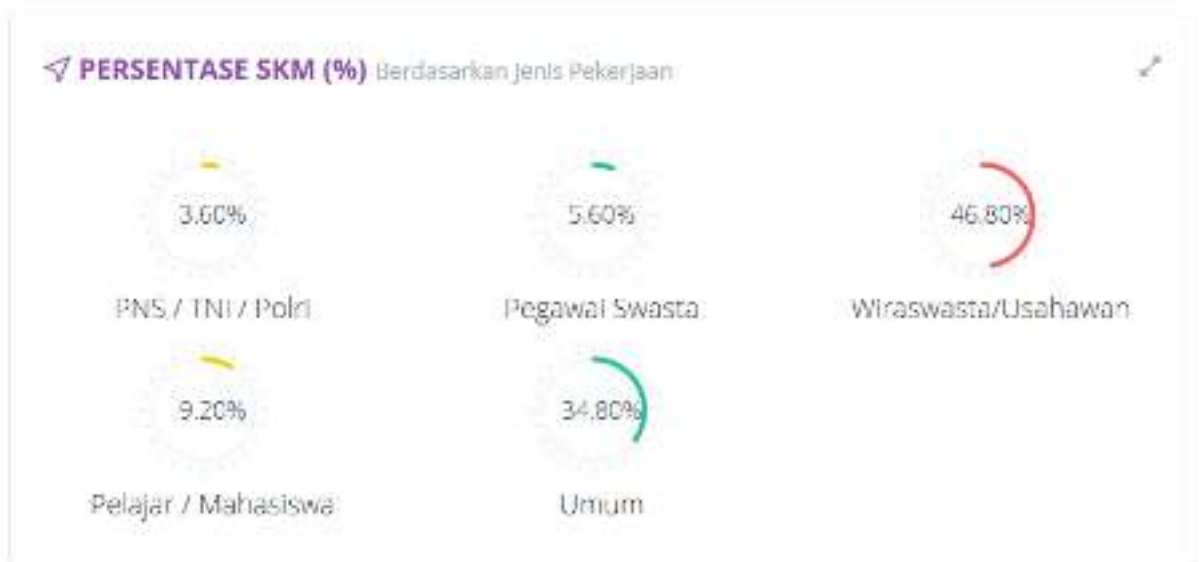 PERSENTASE SKM (%) Berdasarkan Jenis Pekerjaan
3.60% 5.60% 46.80%
PNS / TNI / Polri Pegawai Swasta Wiraswasta/Usahawan
9.20% 34.80%
Pelajar / Mahasiswa Umum